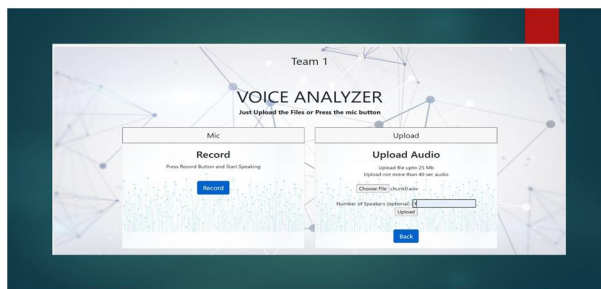 Team 1
VOICE ANALYZER
Just Upload the Files or Press the mic button
Mic
Record
Press Record Button and Start Speaking
Record
Upload
Upload Audio
Upload file upto 25 Mb
Upload not more than 40 sec audio
Choose File chunk0.wav
Number of Speakers (optional)
Upload
Back